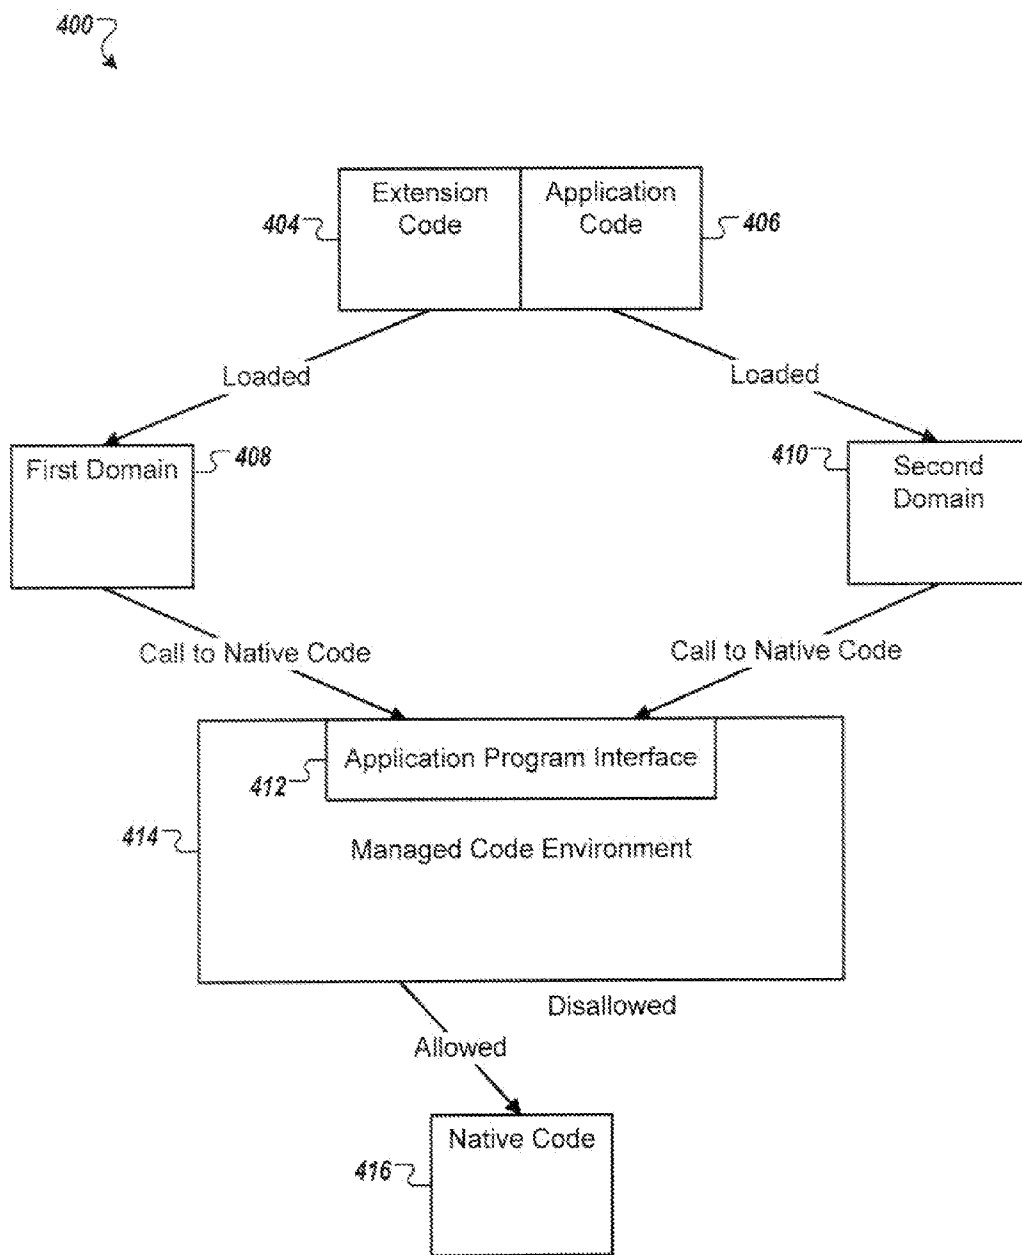 400
Extension
Code
Application
Code
404
406
Loaded
Loaded
First Domain
408
410
Second
Domain
Call to Native Code
Call to Native Code
Application Program Interface
412
414
Managed Code Environment
Disallowed
Allowed
Native Code
416